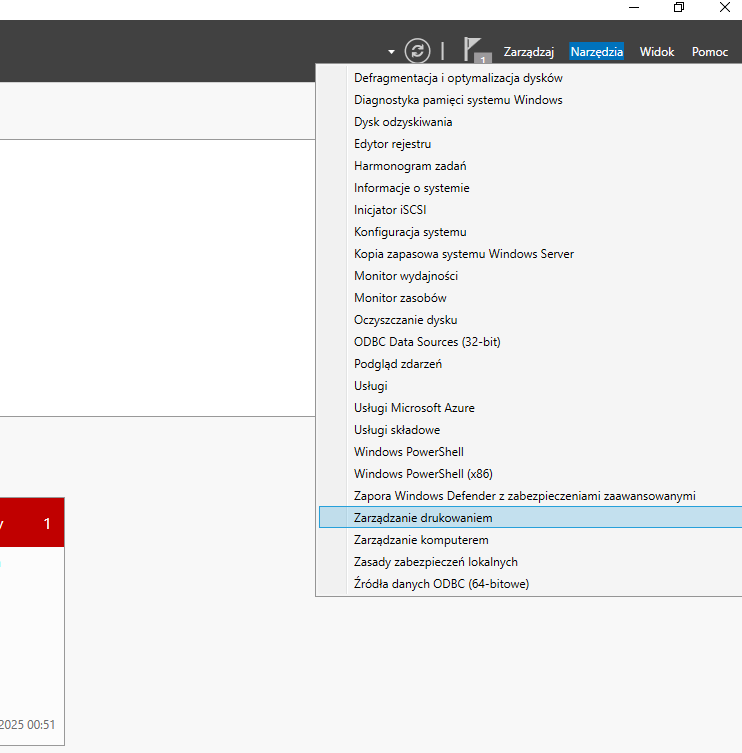 1
Zarządzaj
Narzędzia
Widok
Pomoc
Defragmentacja i optymalizacja dysków
Diagnostyka pamięci systemu Windows
Dysk odzyskiwania
Edytor rejestru
Harmonogram zadań
Informacje o systemie
Inicjator iSCSI
Konfiguracja systemu
Kopia zapasowa systemu Windows Server
Monitor wydajności
Monitor zasobów
Oczyszczanie dysku
ODBC Data Sources (32-bit)
Podgląd zdarzeń
Usługi
Usługi Microsoft Azure
Usługi składowe
Windows PowerShell
Windows PowerShell (x86)
Zapora Windows Defender z zabezpieczeniami zaawansowanymi
Zarządzanie drukowaniem
Zarządzanie komputerem
Zasady zabezpieczeń lokalnych
Źródła danych ODBC (64-bitowe)
y 1
2025 00:51